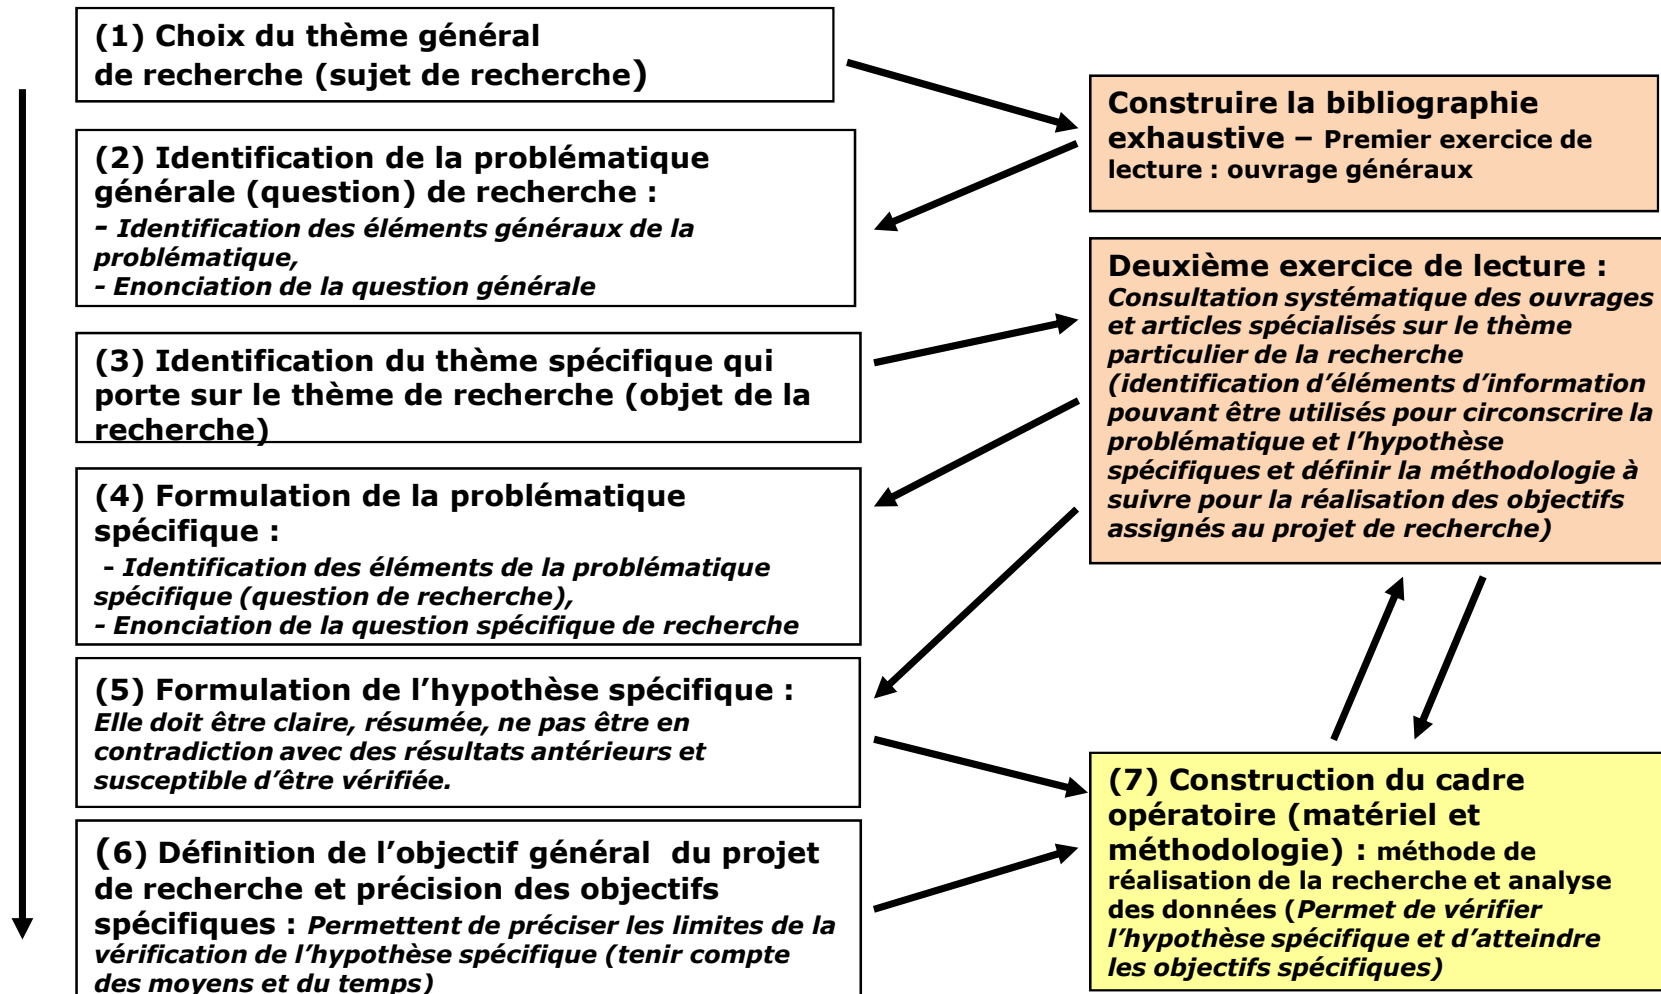 (1) Choix du thème général
de recherche (sujet de recherche)
(2) Identification de la problématique
générale (question) de recherche :
- Identification des éléments généraux de la
problématique,
- Enonciation de la question générale
(3) Identification du thème spécifique qui
porte sur le thème de recherche (objet de la
recherche)
(4) Formulation de la problématique
spécifique :
- Identification des éléments de la problématique
spécifique (question de recherche),
- Enonciation de la question spécifique de recherche
(5) Formulation de l’hypothèse spécifique :
Elle doit être claire, résumée, ne pas être en
contradiction avec des résultats antérieurs et
susceptible d’être vérifiée.
(6) Définition de l’objectif général du projet
de recherche et précision des objectifs
spécifiques : Permettent de préciser les limites de la
vérification de l’hypothèse spécifique (tenir compte
des moyens et du temps)
Construire la bibliographie
exhaustive – Premier exercice de
lecture : ouvrage généraux
Deuxième exercice de lecture :
Consultation systématique des ouvrages
et articles spécialisés sur le thème
particulier de la recherche
(identification d’éléments d’information
pouvant être utilisés pour circonscrire la
problématique et l’hypothèse
spécifiques et définir la méthodologie à
suivre pour la réalisation des objectifs
assignés au projet de recherche)
(7) Construction du cadre
opératoire (matériel et
méthodologie) : méthode de
réalisation de la recherche et analyse
des données (Permet de vérifier
l’hypothèse spécifique et d’atteindre
les objectifs spécifiques)